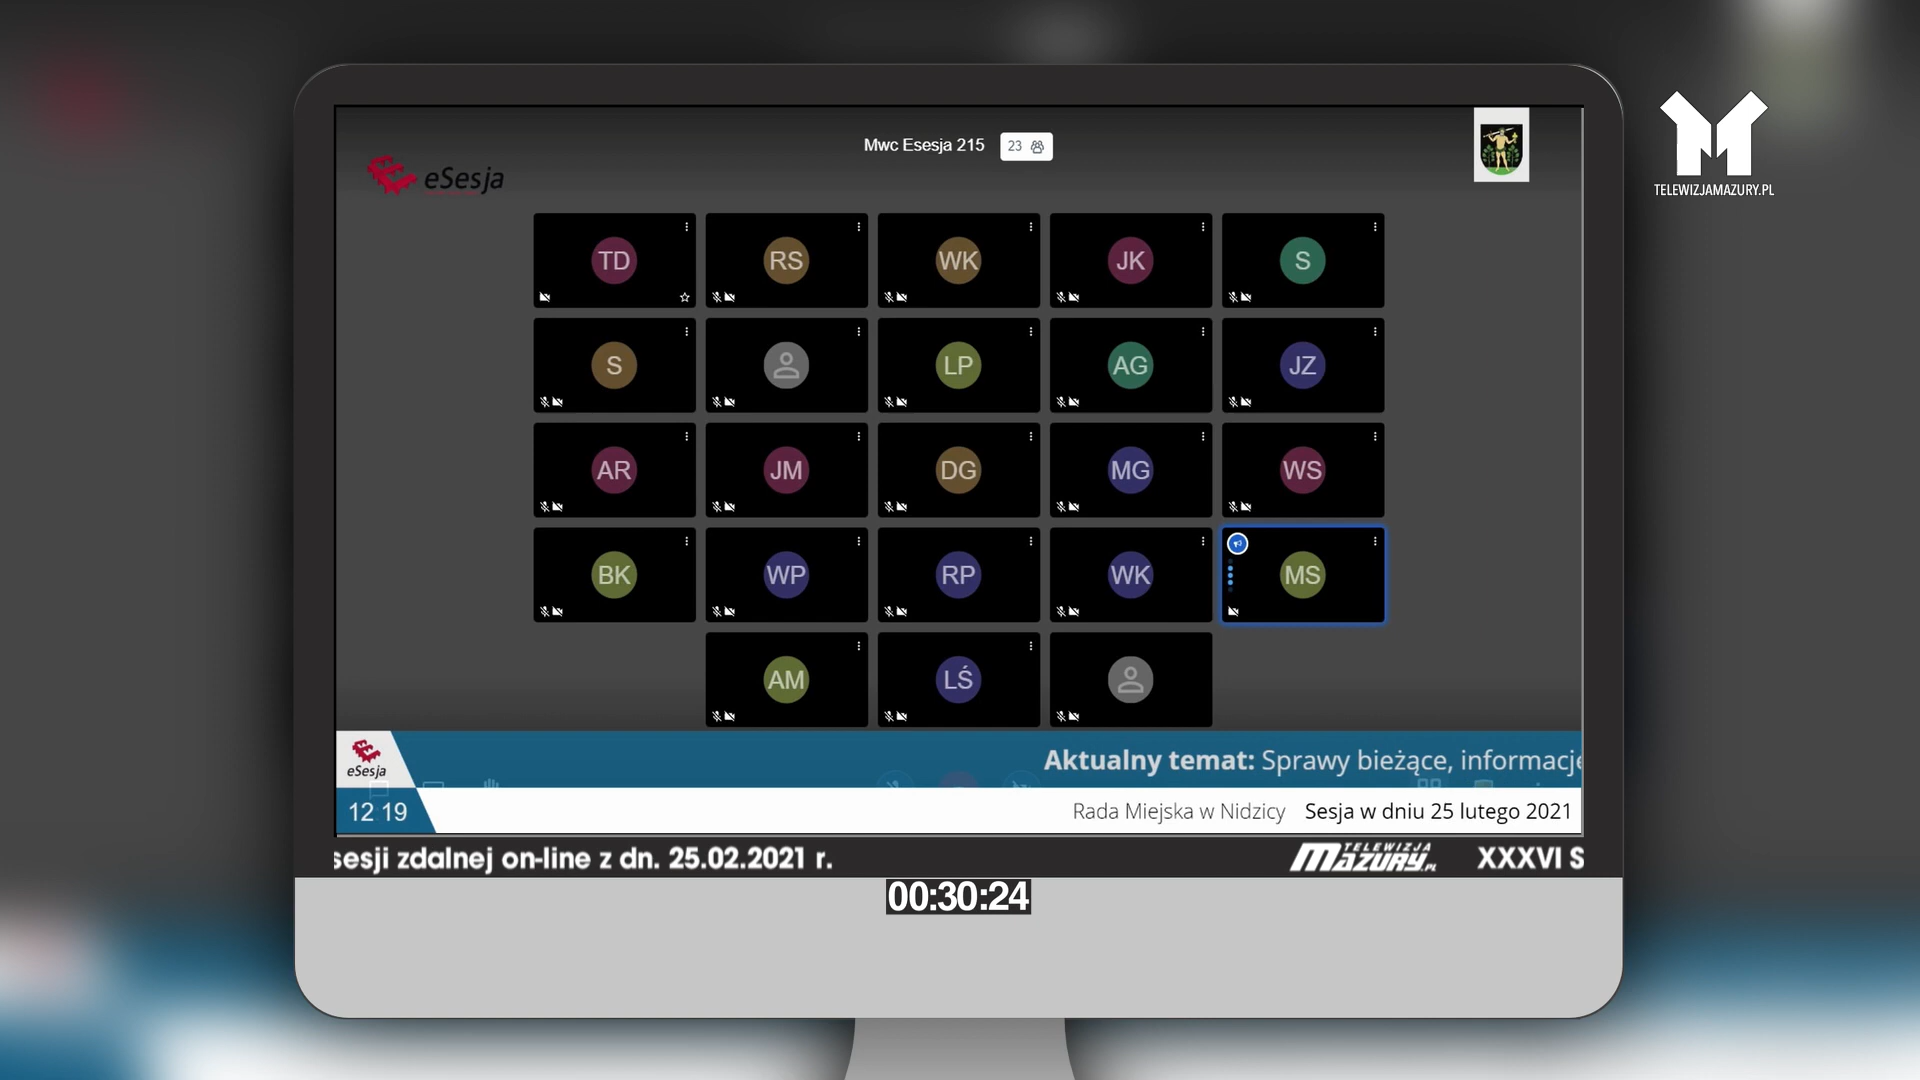 Mwc Esesja 215 23
eSesja
TELEWIZJAMAZURY.PL
TD RS WK JK S
S LP AG JZ
AR JM DG MG WS
BK WP RP WK MS
AM LŚ
eSesja
Aktualny temat: Sprawy bieżące, informacje
12 19
Rada Miejska w Nidzicy Sesja w dniu 25 lutego 2021
sesji zdalnej on-line z dn. 25.02.2021 r. TELEWIZJA MAZURY.PL XXXVI S
00:30:24